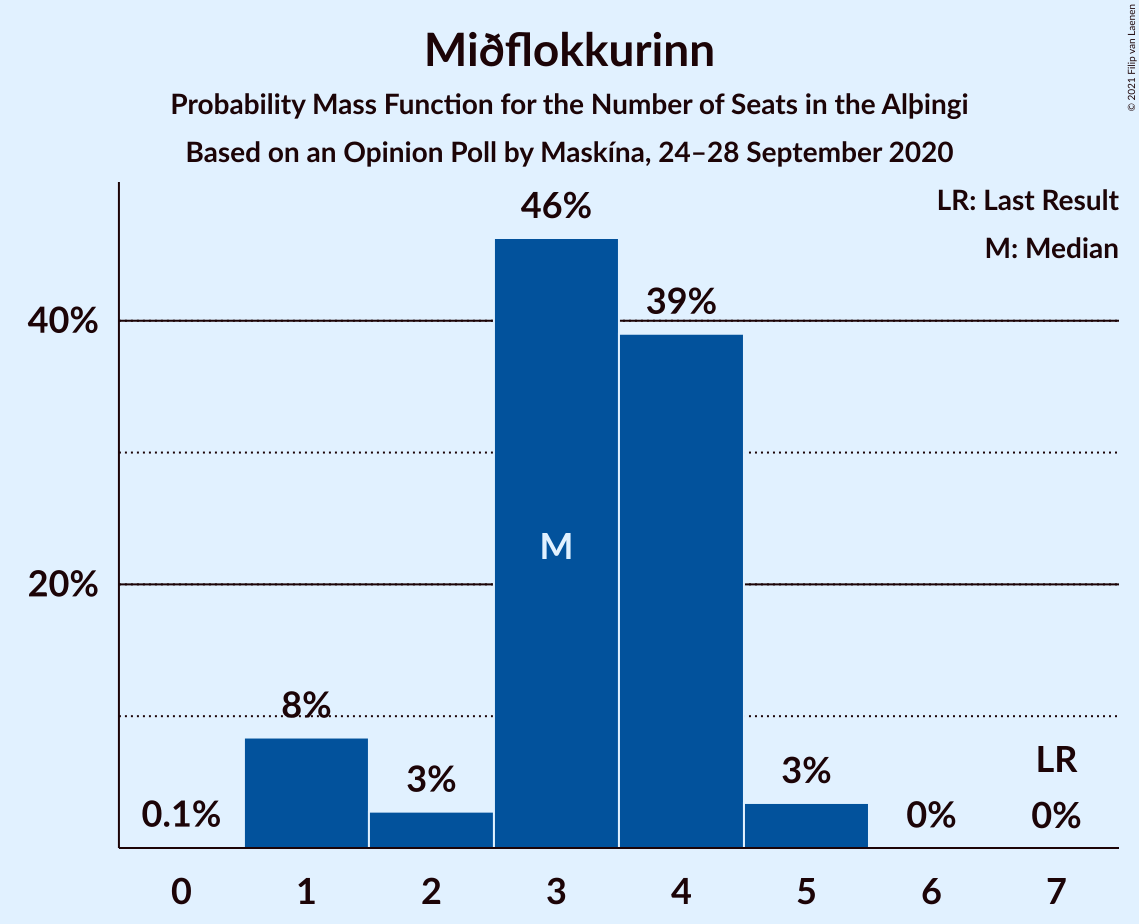 Miðflokkurinn
Probability Mass Function for the Number of Seats in the Alþingi
Based on an Opinion Poll by Maskína, 24–28 September 2020
© 2021 Filip van Laenen
LR: Last Result
M: Median
46%
39%
40%
M
20%
8%
3%
3%
LR
0.1%
0%
0%
0 1 2 3 4 5 6 7